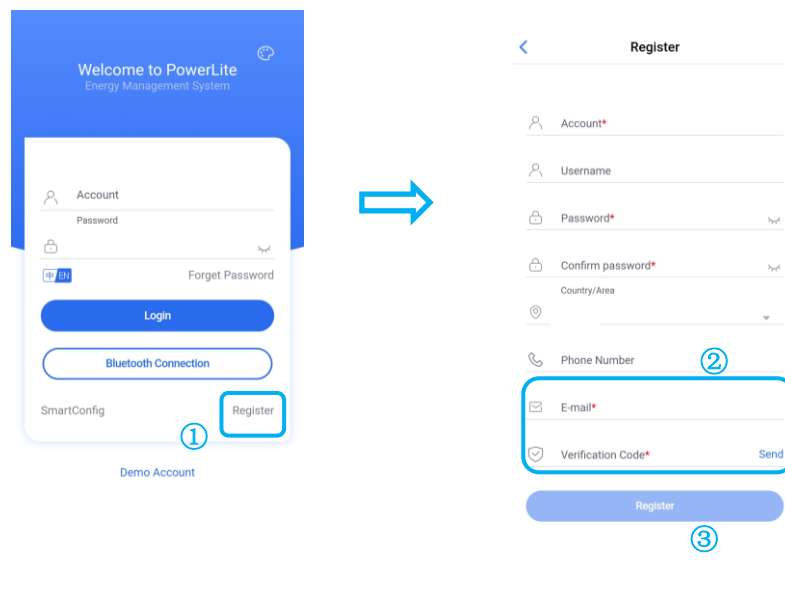 Welcome to PowerLite
Energy Management System
Account
Password
中/EN
Forget Password
Login
Bluetooth Connection
SmartConfig
Register
①
Demo Account
Register
Account*
Username
Password*
Confirm password*
Country/Area
Phone Number
②
E-mail*
Verification Code*
Send
Register
③